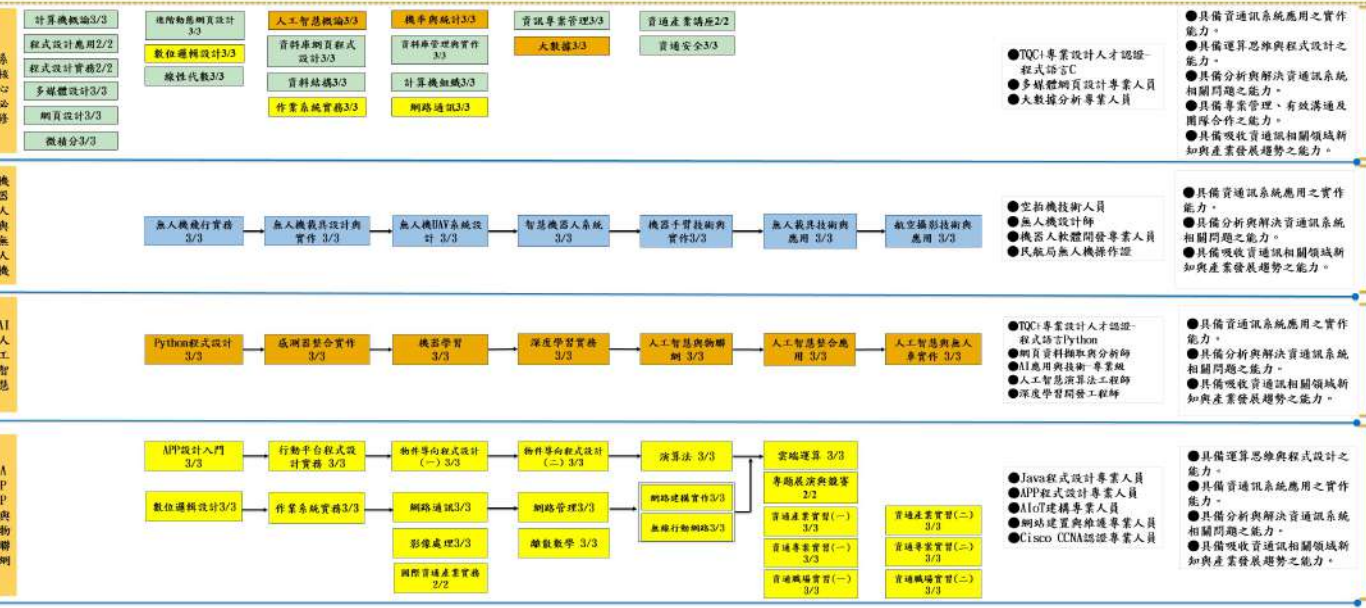 系
核
心
必
修
計算機概論3/3
程式設計應用2/2
程式設計實務2/2
多媒體設計3/3
網頁設計3/3
微積分3/3
進階動態網頁設計
3/3
數位邏輯設計3/3
線性代數3/3
人工智慧概論3/3
資料庫網頁程式
設計3/3
資料結構3/3
作業系統實務3/3
機率與統計3/3
資料庫管理與實作
3/3
計算機組織3/3
網路通訊3/3
資訊專案管理3/3
大數據3/3
資通產業講座2/2
資通安全3/3
●TQC+專業設計人才認證-
程式語言C
●多媒體網頁設計專業人員
●大數據分析專業人員
●具備資通訊系統應用之實作
能力。
●具備運算思維與程式設計之
能力。
●具備分析與解決資通訊系統
相關問題之能力。
●具備專案管理、有效溝通及
團隊合作之能力。
●具備吸收資通訊相關領域新
知與產業發展趨勢之能力。
機
器
人
與
無
人
機
無人機飛行實務
3/3
無人機載具設計與
實作 3/3
無人機UAV系統設
計 3/3
智慧機器人系統
3/3
機器手臂技術與
實作3/3
無人載具技術與
應用 3/3
航空攝影技術與
應用 3/3
●空拍機技術人員
●無人機設計師
●機器人軟體開發專業人員
●民航局無人機操作證
●具備資通訊系統應用之實作
能力。
●具備分析與解決資通訊系統
相關問題之能力。
●具備吸收資通訊相關領域新
知與產業發展趨勢之能力。
AI
人
工
智
慧
Python程式設計
3/3
感測器整合實作
3/3
機器學習
3/3
深度學習實務
3/3
人工智慧與物聯
網 3/3
人工智慧整合應
用 3/3
人工智慧與無人
車實作 3/3
●TQC+專業設計人才認證-
程式語言Python
●網頁資料擷取與分析師
●AI應用與技術-專業級
●人工智慧演算法工程師
●深度學習開發工程師
●具備資通訊系統應用之實作
能力。
●具備分析與解決資通訊系統
相關問題之能力。
●具備吸收資通訊相關領域新
知與產業發展趨勢之能力。
A
P
P
與
物
聯
網
APP設計入門
3/3
行動平台程式設
計實務 3/3
物件導向程式設計
(一) 3/3
物件導向程式設計
(二) 3/3
演算法 3/3
雲端運算 3/3
專題展演與競賽
2/2
數位邏輯設計3/3
作業系統實務3/3
網路通訊3/3
網路管理3/3
網路建構實作3/3
無線行動網路3/3
影像處理3/3
離散數學 3/3
國際資通產業實務
2/2
資通產業實習(一)
3/3
資通產業實習(二)
3/3
資通專案實習(一)
3/3
資通專案實習(二)
3/3
資通職場實習(一)
3/3
資通職場實習(二)
3/3
●Java程式設計專業人員
●APP程式設計專業人員
●AIoT建構專業人員
●網站建置與維護專業人員
●Cisco CCNA認證專業人員
●具備運算思維與程式設計之
能力。
●具備資通訊系統應用之實作
能力。
●具備分析與解決資通訊系統
相關問題之能力。
●具備吸收資通訊相關領域新
知與產業發展趨勢之能力。